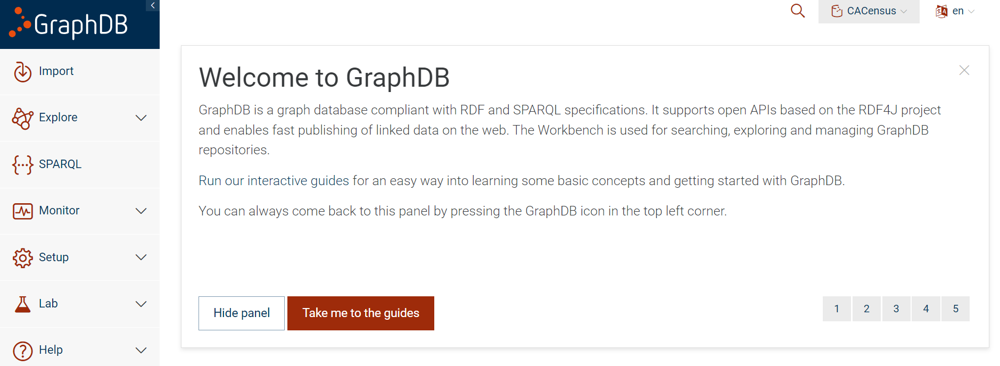 GraphDB
CACensus
en
Import
Explore
SPARQL
Monitor
Setup
Lab
Help
Welcome to GraphDB
GraphDB is a graph database compliant with RDF and SPARQL specifications. It supports open APIs based on the RDF4J project
and enables fast publishing of linked data on the web. The Workbench is used for searching, exploring and managing GraphDB
repositories.
Run our interactive guides for an easy way into learning some basic concepts and getting started with GraphDB.
You can always come back to this panel by pressing the GraphDB icon in the top left corner.
Hide panel
Take me to the guides
1 2 3 4 5